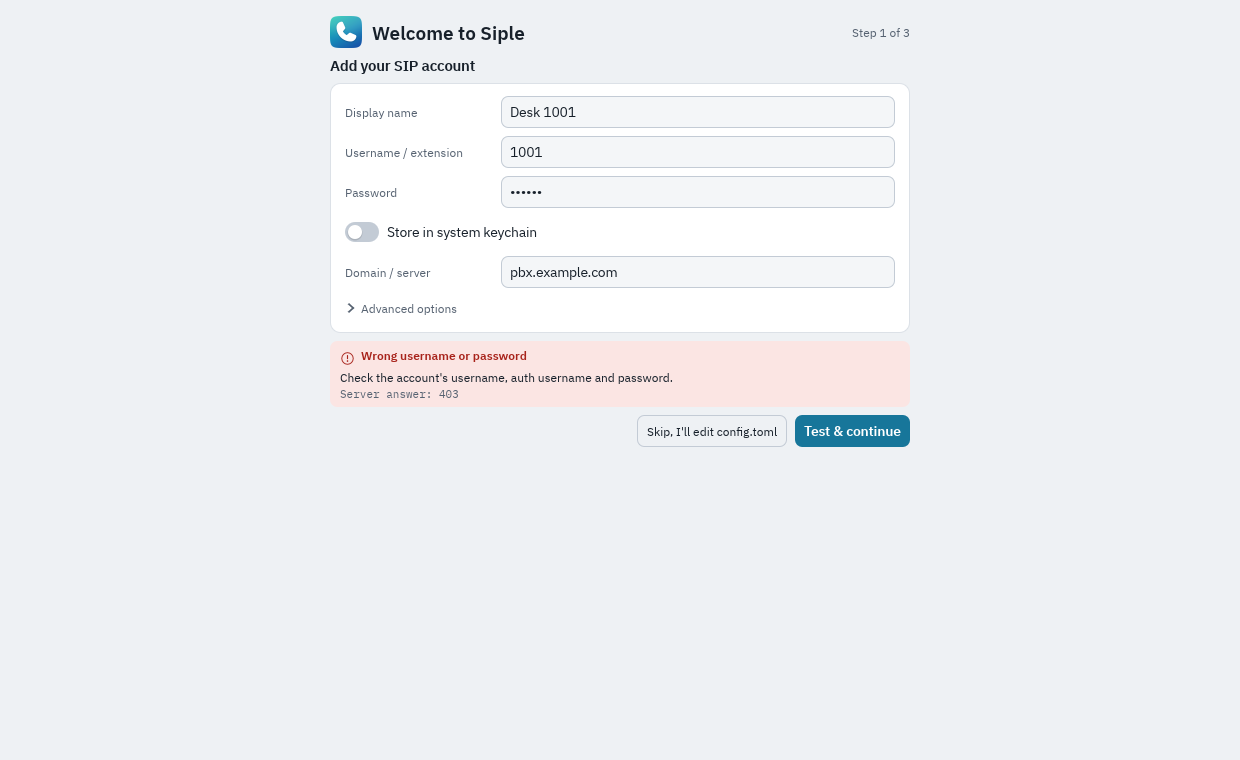 Welcome to Siple
Step 1 of 3
Add your SIP account
Display name
Desk 1001
Username / extension
1001
Password
••••••
Store in system keychain
Domain / server
pbx.example.com
Advanced options
Wrong username or password
Check the account's username, auth username and password.
Server answer: 403
Skip, I'll edit config.toml
Test & continue